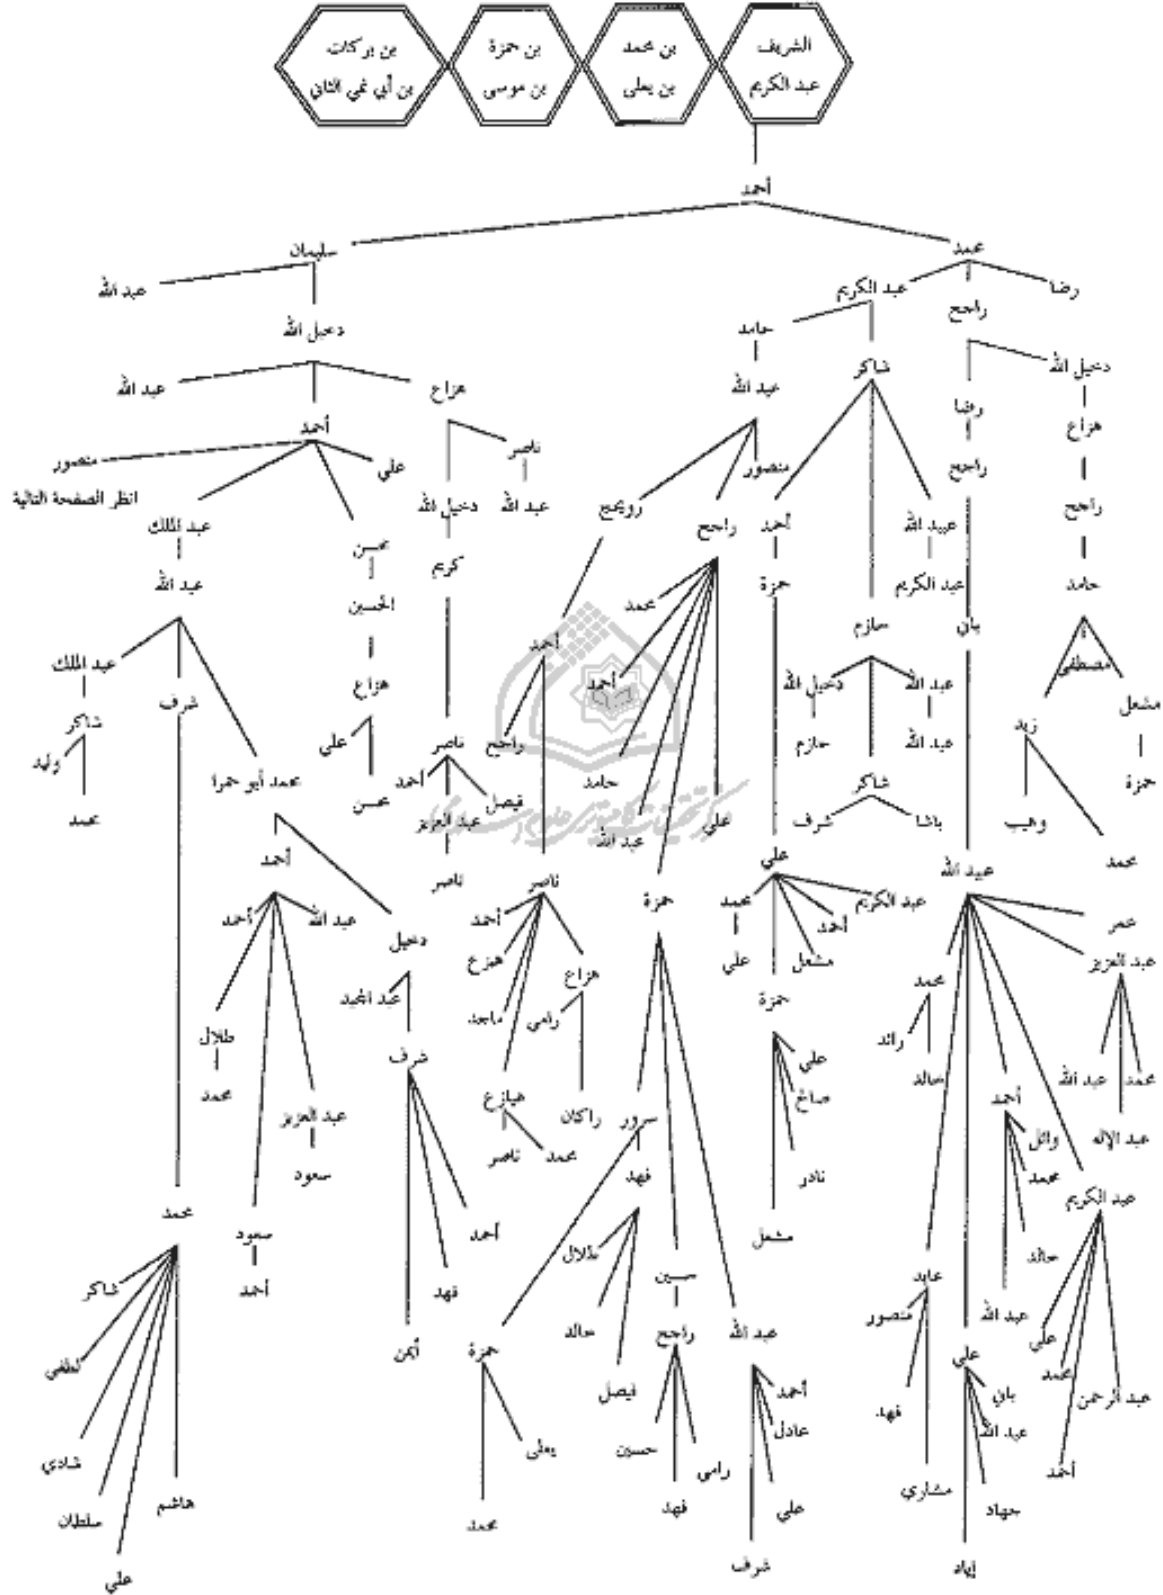 الشريف
عبد الكريم
بن محمد
بن يعلى
بن حمزة
بن موسى
بن بركات
بن أبي نمي الثاني
أحمد
محمد
سليمان
رضا
راجح
عبد الكريم
عبد الله
دخيل الله
حامد
دخيل الله
شاكر
عبد الله
هزاع
عبد الله
رضا
هزاع
أحمد
ناصر
علي
منصور
منصور
راجح
انظر الصفحة التالية
راجح
عبيد الله
أحمد
راجح
رويجح
عبد الله
دخيل الله
محسن
عبد الملك
حامد
عبد الكريم
حمزة
كريم
الحسين
عبد الله
محمد
باني
حازم
أحمد
مصطفى
عبد الله
دخيل الله
أحمد
هزاع
شرف
عبد الملك
مشعل
زيد
عبد الله
حازم
راجح
ناصر
علي
شاكر
وليد
حمزة
شاكر
حامد
فيصل
أحمد
محسن
محمد أبو حمرا
محمد
وهيب
باشا
شرف
علي
عبد الله
عبد العزيز
محمد
عبيد الله
علي
ناصر
ناصر
أحمد
عمر
عبد الكريم
أحمد
محمد
حمزة
أحمد
عبد الله
أحمد
دخيل
عبد العزيز
محمد
مشعل
علي
هزاع
هيزع
حمزة
رامي
ماجد
عبد المجيد
رائد
خالد
علي
صالح
شرف
طلال
محمد
محمد
عبد الله
أحمد
راكان
هيازع
عبد العزيز
عبد الإله
وائل
محمد
سرور
محمد
ناصر
سعود
نادر
فهد
عبد الكريم
محمد
خالد
مشعل
طلال
أحمد
سعود
عابد
حسين
فهد
أحمد
شاكر
منصور
عبد الله
علي
عبد الله
راجح
خالد
حمزة
أيمن
لطفي
علي
محمد
عبد الرحمن
باني
أحمد
فيصل
فهد
عبد الله
عادل
حسين
يعلى
شادي
أحمد
رامي
مشاري
جهاد
علي
فهد
محمد
سلطان
هاشم
إياد
شرف
علي